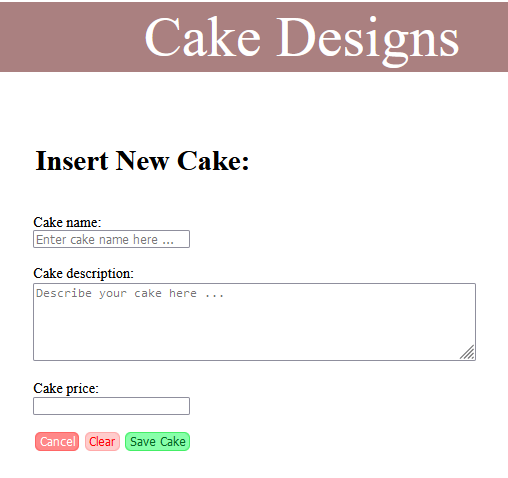 Cake Designs
Insert New Cake:
Cake name:
Enter cake name here ...
Cake description:
Describe your cake here ...
Cake price:
Cancel Clear Save Cake